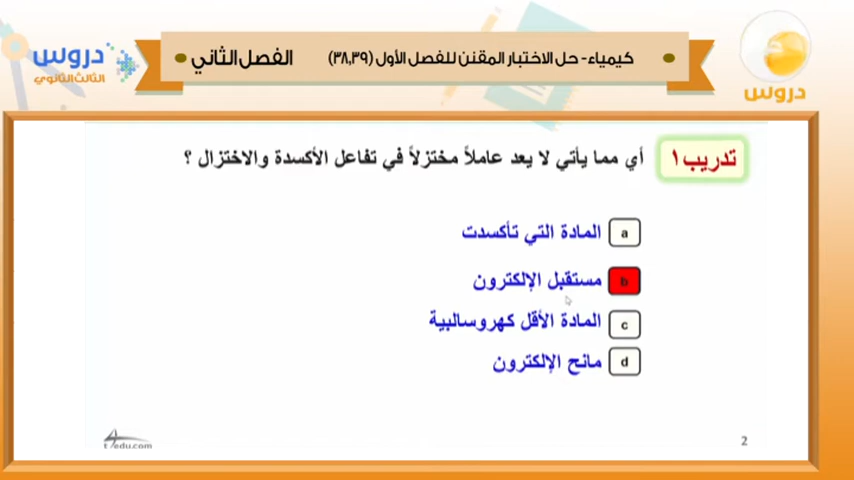 دروس
الثالث الثانوي
كيمياء - حل الاختبار المقنن للفصل الأول (٣٨,٣٩) الفصل الثاني
دروس
تدريب ١ أي مما يأتي لا يعد عاملاً مختزلاً في تفاعل الأكسدة والاختزال ؟
a المادة التي تأكسدت
b مستقبل الإلكترون
c المادة الأقل كهروسالبية
d مانح الإلكترون
t4edu.com
2